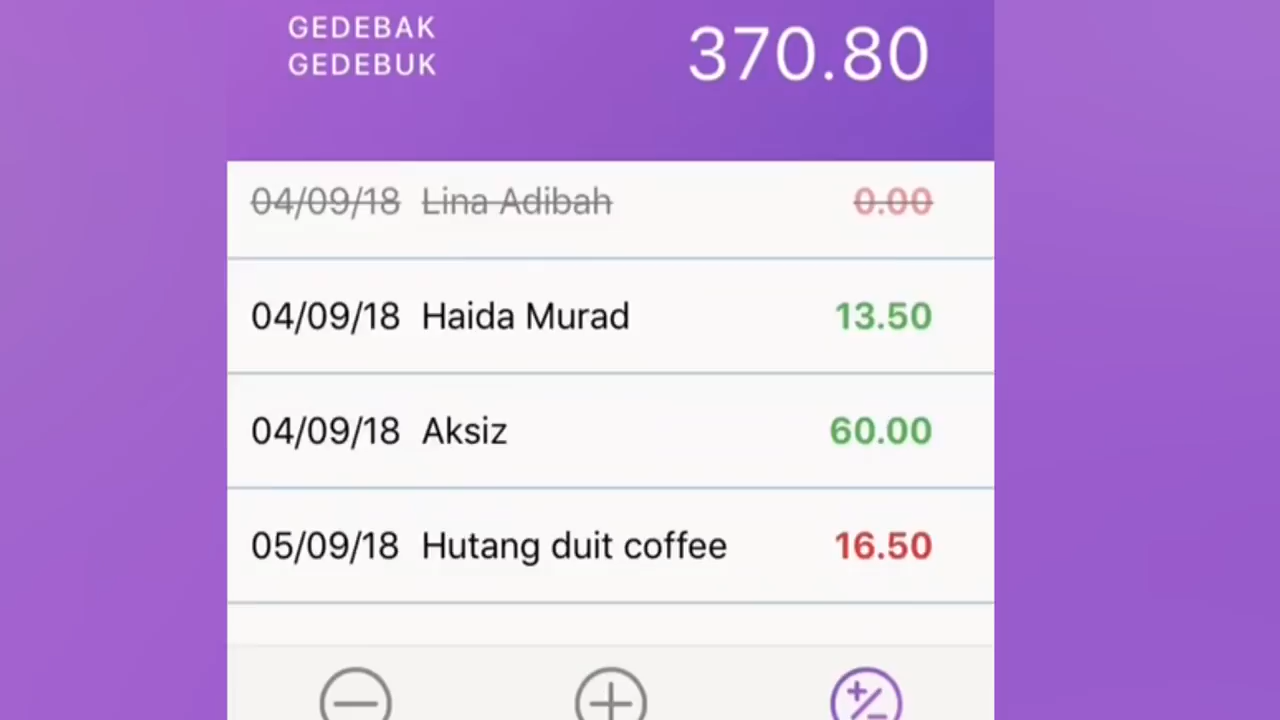 GEDEBAK
GEDEBUK
370.80
04/09/18 Lina Adibah 0.00
04/09/18 Haida Murad 13.50
04/09/18 Aksiz 60.00
05/09/18 Hutang duit coffee 16.50